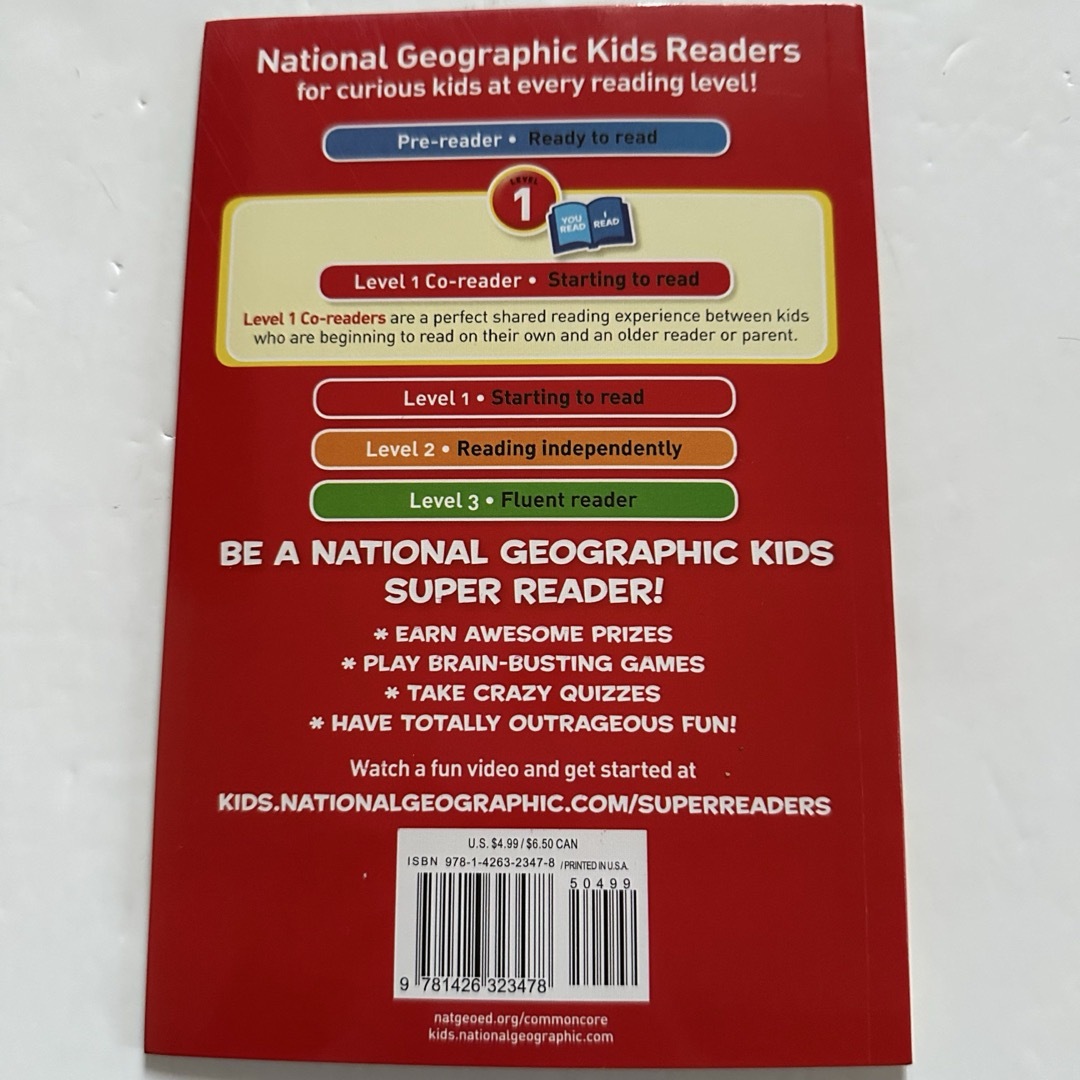 National Geographic Kids Readers
for curious kids at every reading level!
Pre-reader • Ready to read
LEVEL
1
YOU READ
I READ
Level 1 Co-reader • Starting to read
Level 1 Co-readers are a perfect shared reading experience between kids
who are beginning to read on their own and an older reader or parent.
Level 1 • Starting to read
Level 2 • Reading independently
Level 3 • Fluent reader
BE A NATIONAL GEOGRAPHIC KIDS
SUPER READER!
* EARN AWESOME PRIZES
* PLAY BRAIN-BUSTING GAMES
* TAKE CRAZY QUIZZES
* HAVE TOTALLY OUTRAGEOUS FUN!
Watch a fun video and get started at
KIDS.NATIONALGEOGRAPHIC.COM/SUPERREADERS
U.S. $4.99 / $6.50 CAN
ISBN 978-1-4263-2347-8 / PRINTED IN U.S.A.
50499
9 781426 323478
natgeoed.org/commoncore
kids.nationalgeographic.com